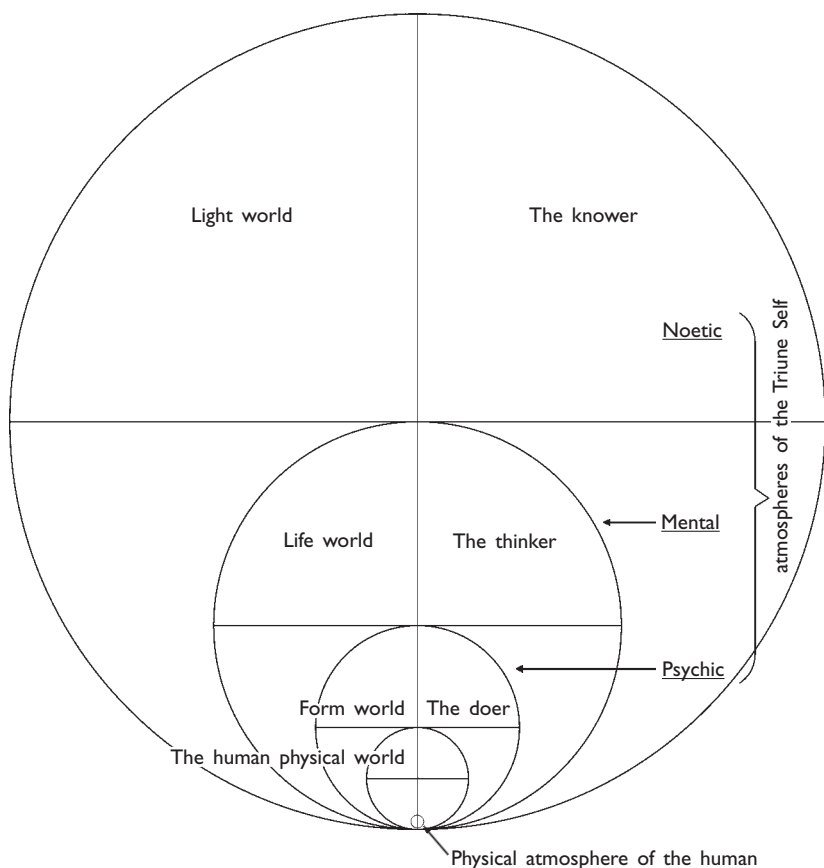 Light world
The knower
Noetic
atmospheres of the Triune Self
Life world
The thinker
Mental
Psychic
Form world
The doer
The human physical world
Physical atmosphere of the human